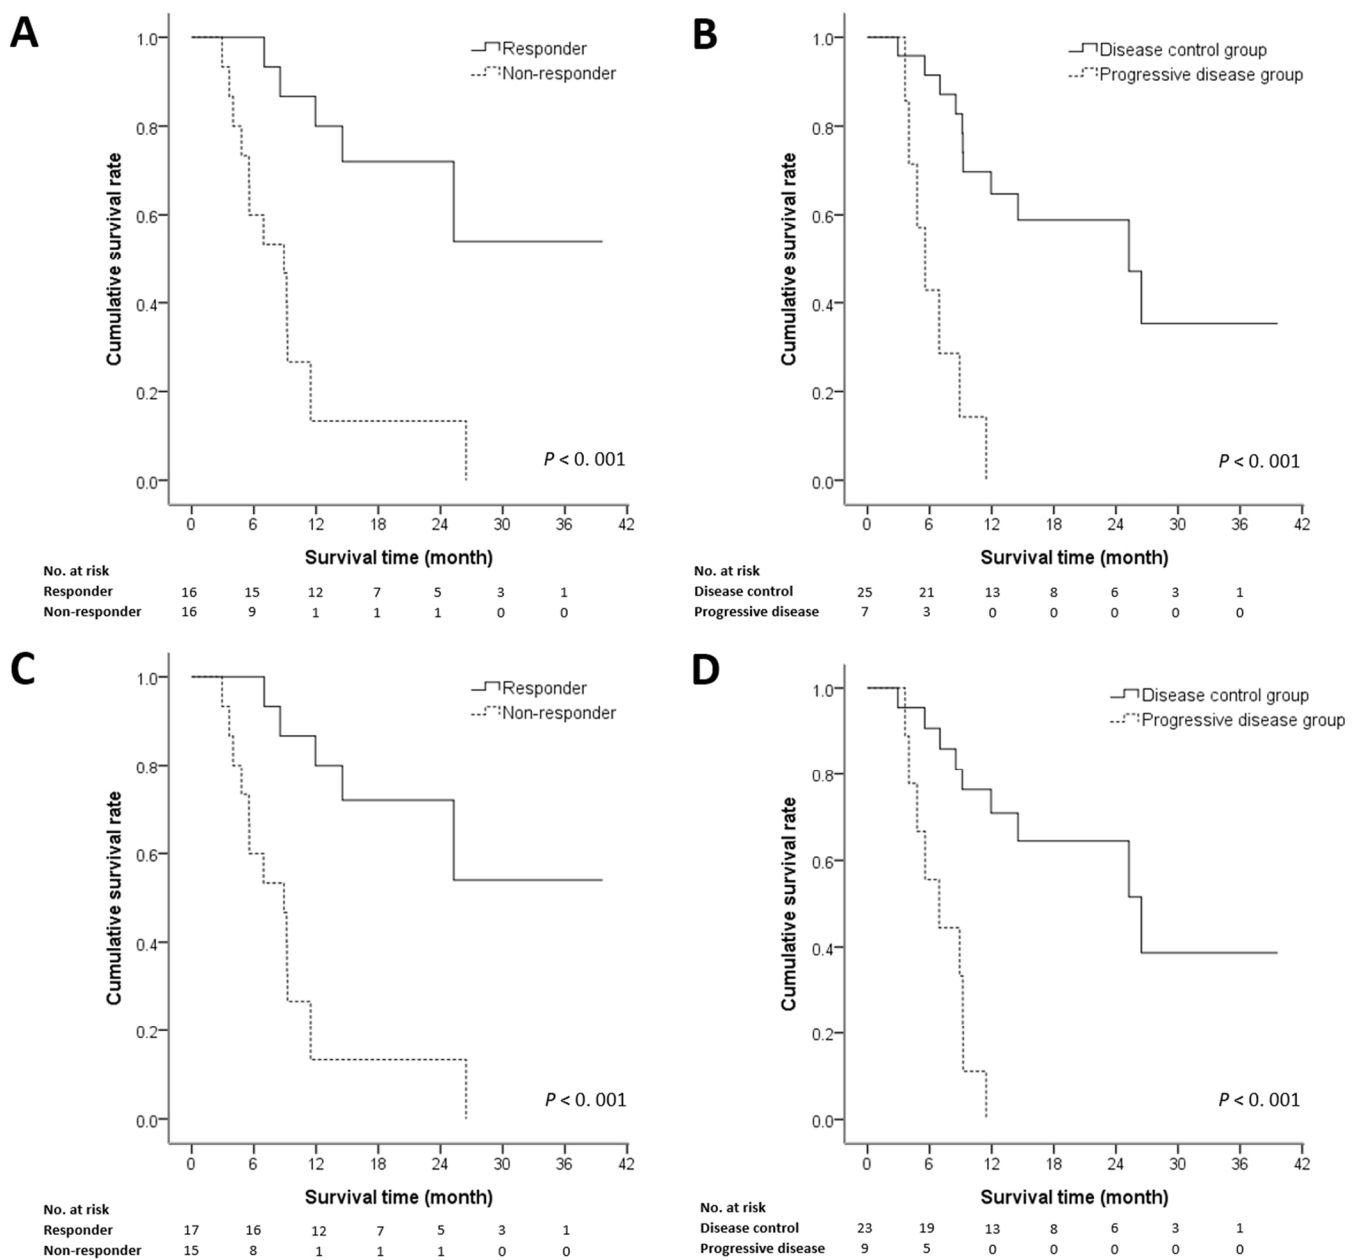 A
Responder
Non-responder
Cumulative survival rate
1.0
0.8
0.6
0.4
0.2
0.0
P < 0. 001
0 6 12 18 24 30 36 42
Survival time (month)
No. at risk
Responder 16 15 12 7 5 3 1
Non-responder 16 9 1 1 1 0 0
B
Disease control group
Progressive disease group
Cumulative survival rate
1.0
0.8
0.6
0.4
0.2
0.0
P < 0. 001
0 6 12 18 24 30 36 42
Survival time (month)
No. at risk
Disease control 25 21 13 8 6 3 1
Progressive disease 7 3 0 0 0 0 0
C
Responder
Non-responder
Cumulative survival rate
1.0
0.8
0.6
0.4
0.2
0.0
P < 0. 001
0 6 12 18 24 30 36 42
Survival time (month)
No. at risk
Responder 17 16 12 7 5 3 1
Non-responder 15 8 1 1 1 0 0
D
Disease control group
Progressive disease group
Cumulative survival rate
1.0
0.8
0.6
0.4
0.2
0.0
P < 0. 001
0 6 12 18 24 30 36 42
Survival time (month)
No. at risk
Disease control 23 19 13 8 6 3 1
Progressive disease 9 5 0 0 0 0 0